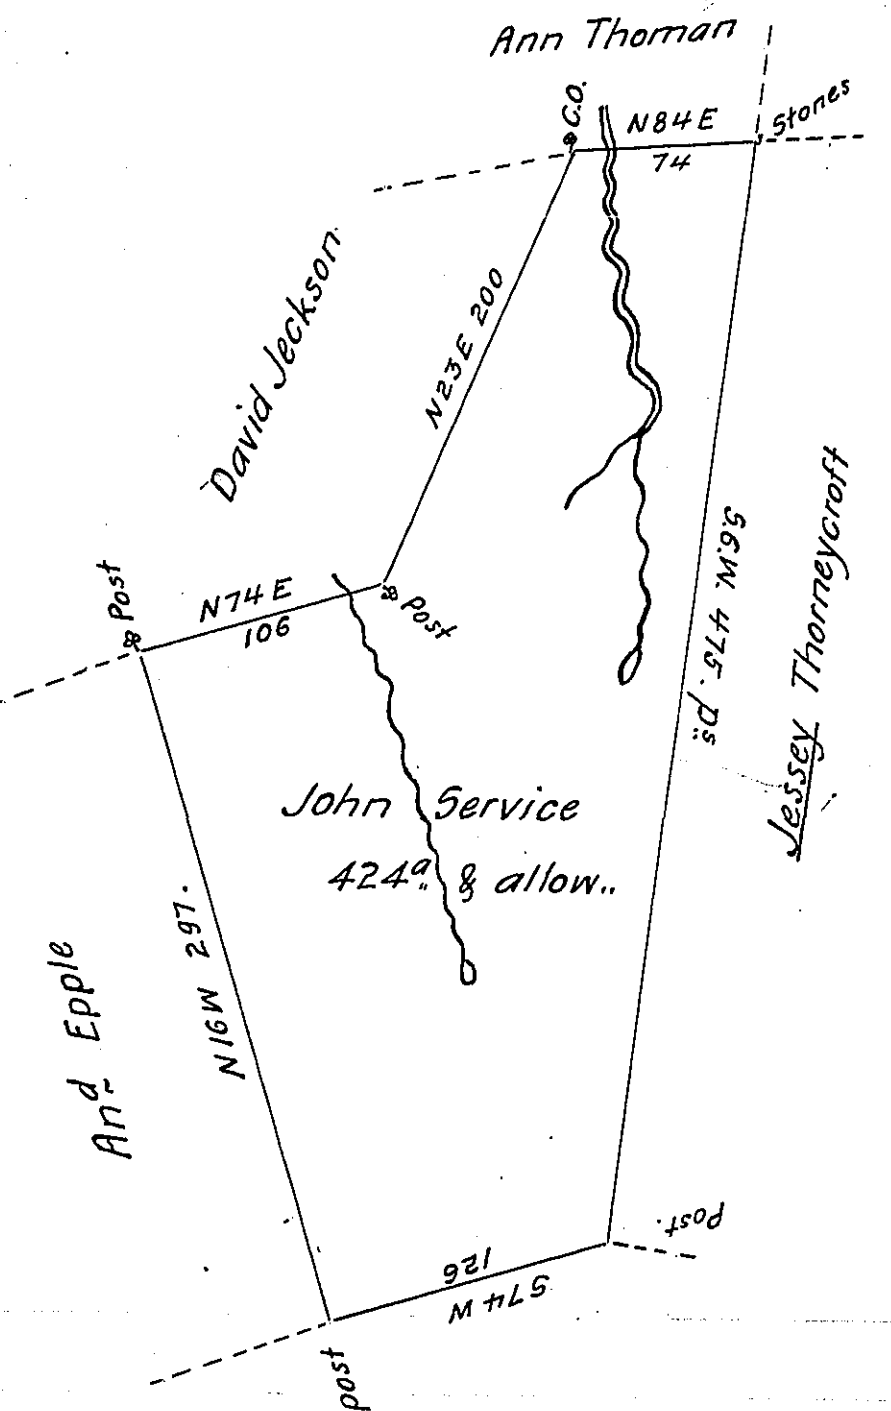 Ann Thoman
C.O.
N84E
74
Stones
David Jeckson
N23E 200
Post
N74E
106
Post
S.6.W. 475. ps
Jessey Thorneycroft
John Service
424a & allow..
N16W 297.
And Epple
Post.
126
S74W
post